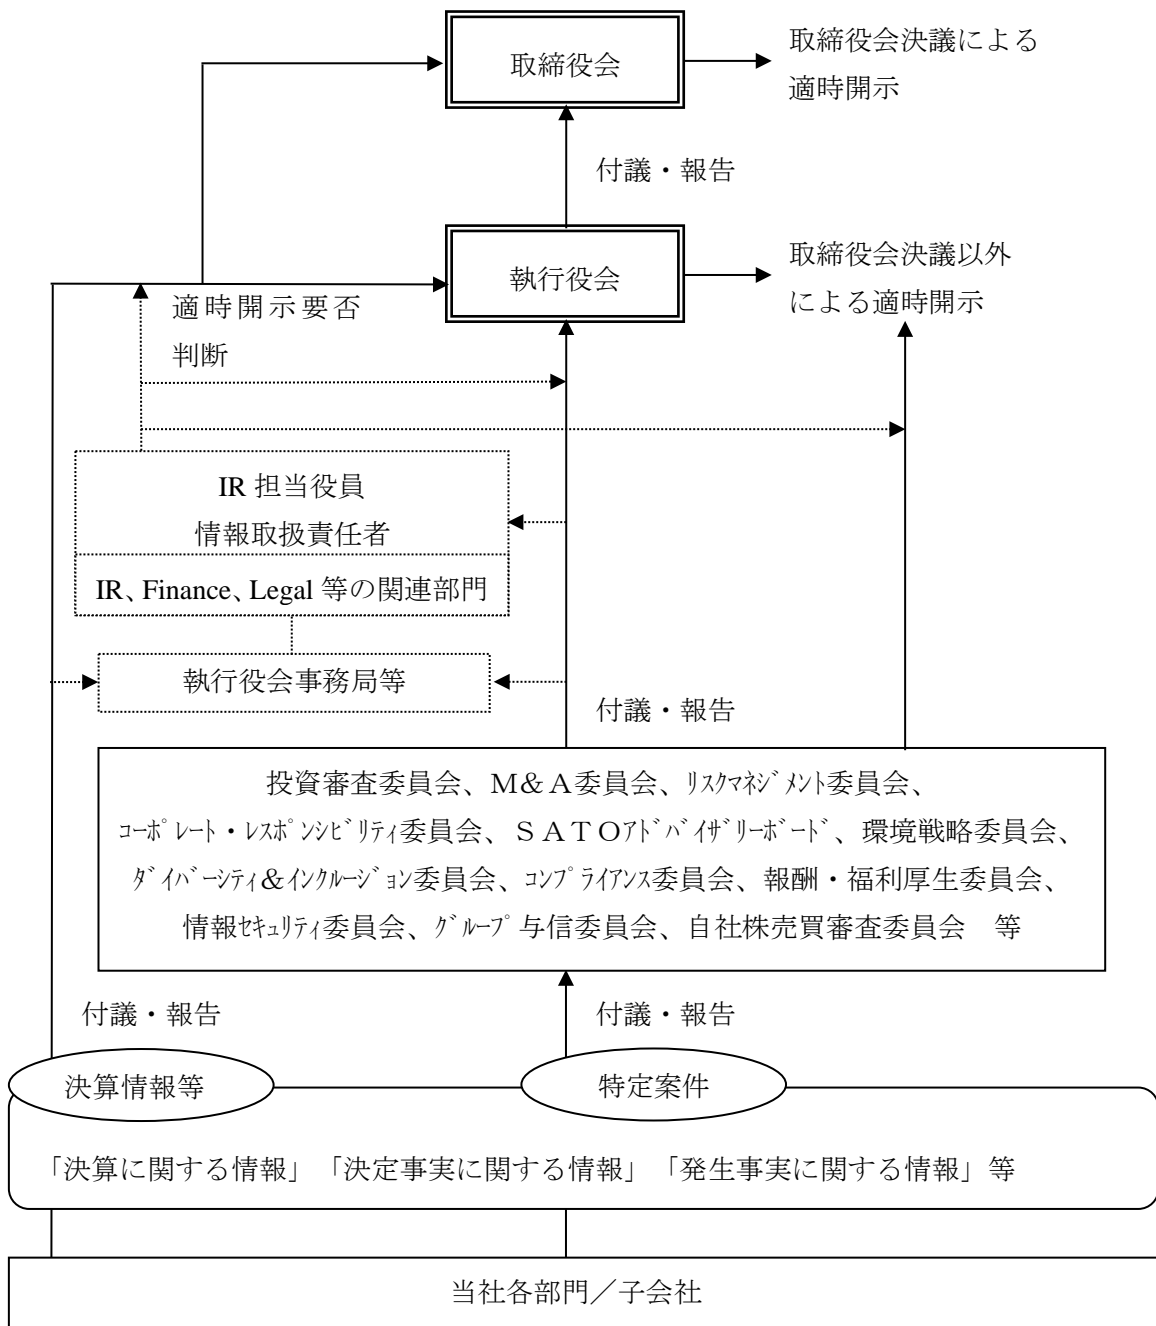 取締役会
取締役会決議による
適時開示
付議・報告
執行役会
取締役会決議以外
による適時開示
適時開示要否
判断
IR 担当役員
情報取扱責任者
IR、Finance、Legal 等の関連部門
執行役会事務局等
付議・報告
投資審査委員会、M&A委員会、ﾘｽｸﾏﾈｼﾞﾒﾝﾄ委員会、
ｺｰﾎﾟﾚｰﾄ・ﾚｽﾎﾟﾝｼﾋﾞﾘﾃｨ委員会、ＳＡＴＯｱﾄﾞﾊﾞｲｻﾞﾘｰﾎﾞｰﾄﾞ、環境戦略委員会、
ﾀﾞｲﾊﾞｰｼﾃｨ&ｲﾝｸﾙｰｼﾞｮﾝ委員会、ｺﾝﾌﾟﾗｲｱﾝｽ委員会、報酬・福利厚生委員会、
情報ｾｷｭﾘﾃｨ委員会、ｸﾞﾙｰﾌﾟ与信委員会、自社株売買審査委員会　等
付議・報告
付議・報告
決算情報等
特定案件
「決算に関する情報」「決定事実に関する情報」「発生事実に関する情報」等
当社各部門／子会社